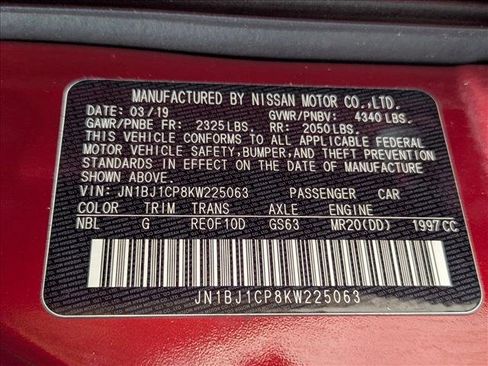 MANUFACTURED BY NISSAN MOTOR CO.,LTD.
DATE: 03/19 GVWR/PNBV: 4340 LBS.
GAWR/PNBE FR: 2325 LBS. RR: 2050 LBS.
THIS VEHICLE CONFORMS TO ALL APPLICABLE FEDERAL
MOTOR VEHICLE SAFETY, BUMPER, AND THEFT PREVENTION
STANDARDS IN EFFECT ON THE DATE OF MANUFACTURE
SHOWN ABOVE.
VIN: JN1BJ1CP8KW225063 PASSENGER CAR
COLOR TRIM TRANS AXLE ENGINE
NBL G RE0F10D GS63 MR20(DD) 1997 CC
JN1BJ1CP8KW225063